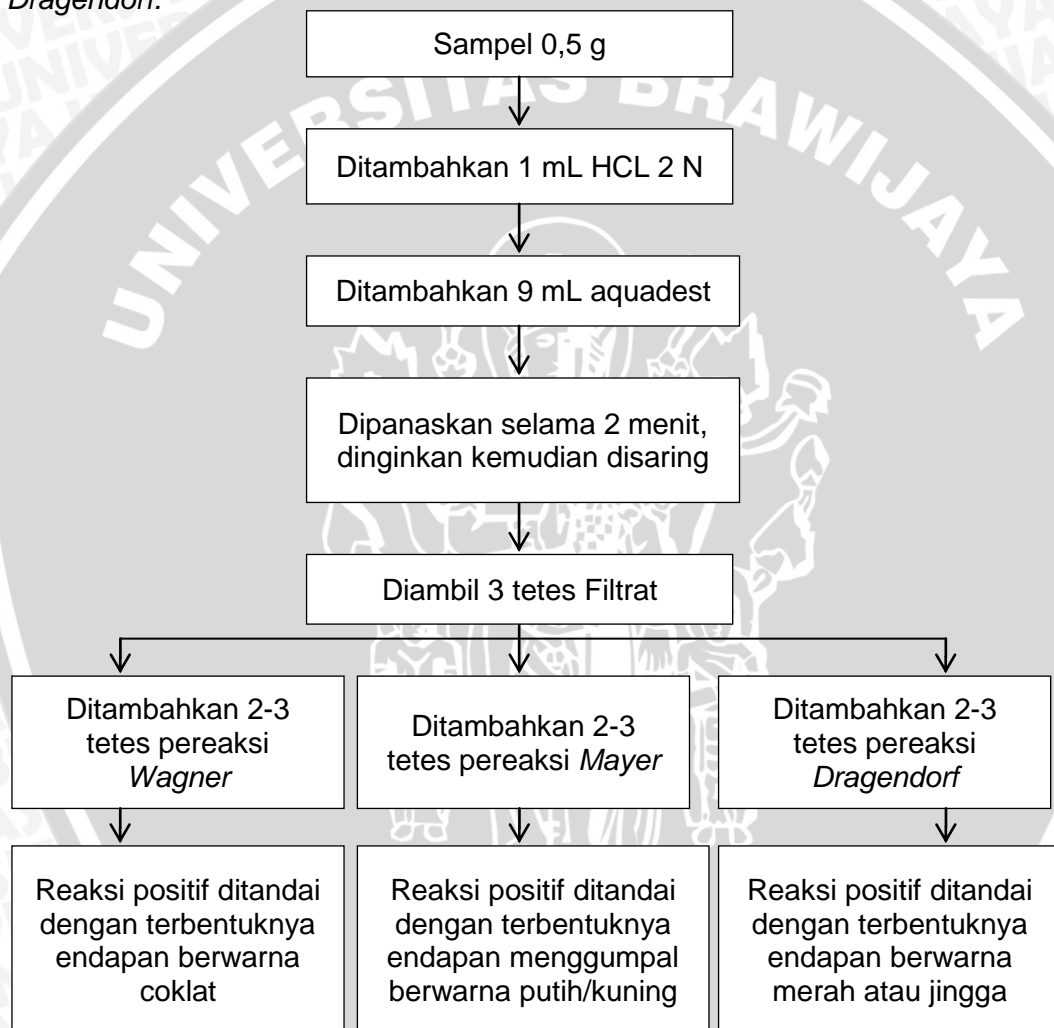 Dragendorf.
Sampel 0,5 g
UNIVERSITAS BRAWIJAYA
Ditambahkan 1 mL HCL 2 N
Ditambahkan 9 mL aquadest
Dipanaskan selama 2 menit,
dinginkan kemudian disaring
Diambil 3 tetes Filtrat
Ditambahkan 2-3
tetes pereaksi
Wagner
Ditambahkan 2-3
tetes pereaksi Mayer
Ditambahkan 2-3
tetes pereaksi
Dragendorf
Reaksi positif ditandai
dengan terbentuknya
endapan berwarna
coklat
Reaksi positif ditandai
dengan terbentuknya
endapan menggumpal
berwarna putih/kuning
Reaksi positif ditandai
dengan terbentuknya
endapan berwarna
merah atau jingga